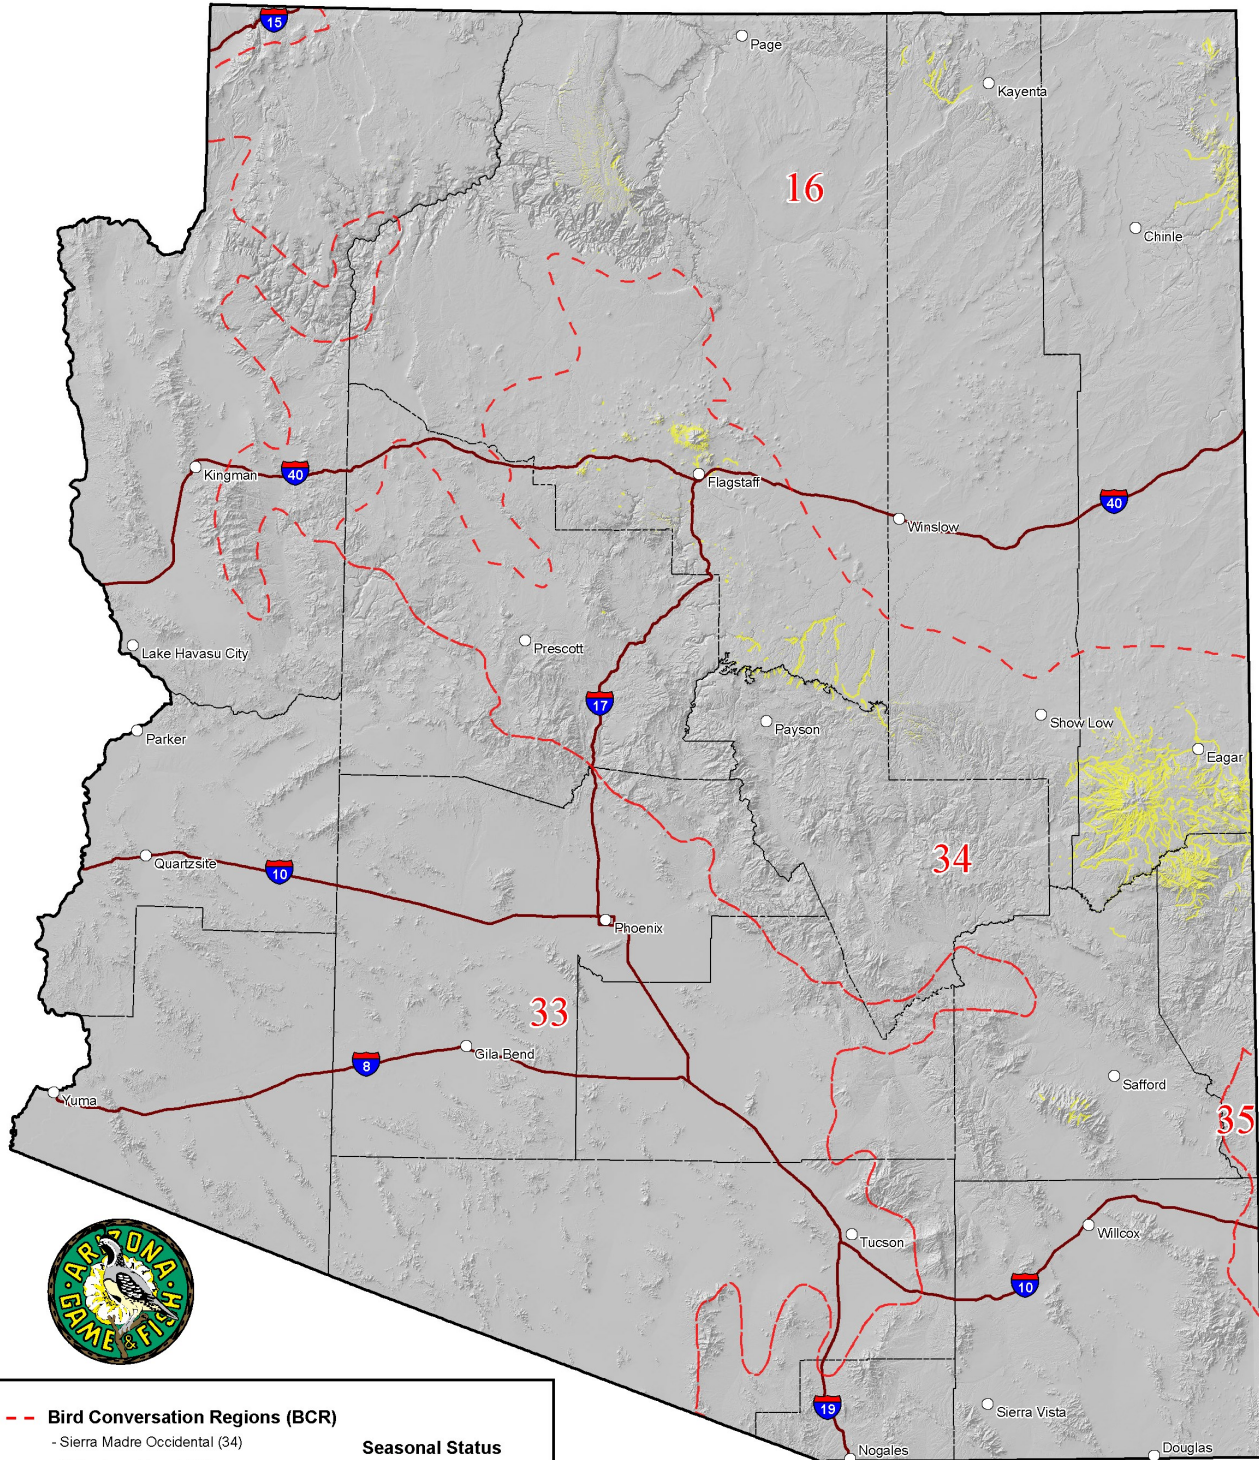 15
Page
Kayenta
16
Chinle
Kingman
40
Flagstaff
40
Winslow
Lake Havasu City
Prescott
17
Parker
Payson
Show Low
Eagar
Quartzsite
10
34
Phoenix
33
Gila Bend
8
Safford
Yuma
35
Tucson
Willcox
10
ARIZONA
GAME & FISH
19
Sierra Vista
Nogales
Douglas
Bird Conversation Regions (BCR)
- Sierra Madre Occidental (34)
Seasonal Status